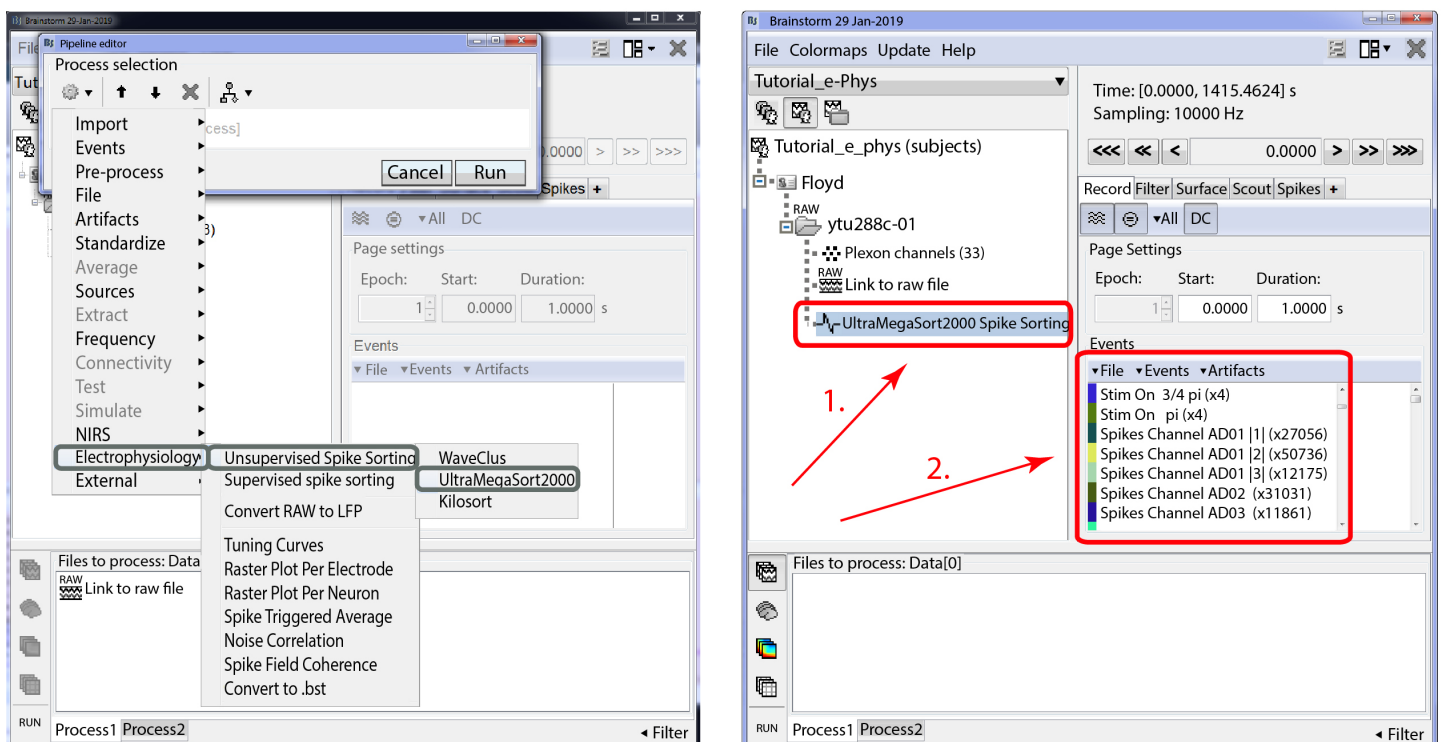 Brainstorm 29-Jan-2019
File
Pipeline editor
Process selection
Tut
cess]
Cancel Run
Import
Events
Pre-process
File
Artifacts
Standardize
Average
Sources
Extract
Frequency
Connectivity
Test
Simulate
NIRS
Electrophysiology
External
Unsupervised Spike Sorting
Supervised spike sorting
Convert RAW to LFP
Tuning Curves
Raster Plot Per Electrode
Raster Plot Per Neuron
Spike Triggered Average
Noise Correlation
Spike Field Coherence
Convert to .bst
WaveClus
UltraMegaSort2000
Kilosort
3)
0.0000 > >> >>>
Spikes +
All DC
Page settings
Epoch: Start: Duration:
1 0.0000 1.0000 s
Events
File Events Artifacts
Files to process: Data
RAW
Link to raw file
RUN
Process1 Process2
Filter
Brainstorm 29 Jan-2019
File Colormaps Update Help
Tutorial_e-Phys
Tutorial_e_phys (subjects)
Floyd
RAW
ytu288c-01
Plexon channels (33)
RAW
Link to raw file
UltraMegaSort2000 Spike Sorting
1.
2.
Time: [0.0000, 1415.4624] s
Sampling: 10000 Hz
<<< << < 0.0000 > >> >>>
Record Filter Surface Scout Spikes +
All DC
Page Settings
Epoch: Start: Duration:
1 0.0000 1.0000 s
Events
File Events Artifacts
Stim On 3/4 pi (x4)
Stim On pi (x4)
Spikes Channel AD01 |1| (x27056)
Spikes Channel AD01 |2| (x50736)
Spikes Channel AD01 |3| (x12175)
Spikes Channel AD02 (x31031)
Spikes Channel AD03 (x11861)
Files to process: Data[0]
RUN
Process1 Process2
Filter